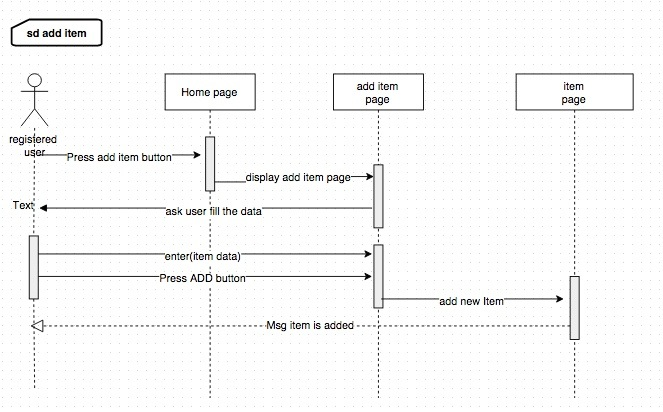 sd add item
Home page
add item
page
item
page
registered
user
Press add item button
display add item page
Text
ask user fill the data
enter(item data)
Press ADD button
add new Item
Msg item is added